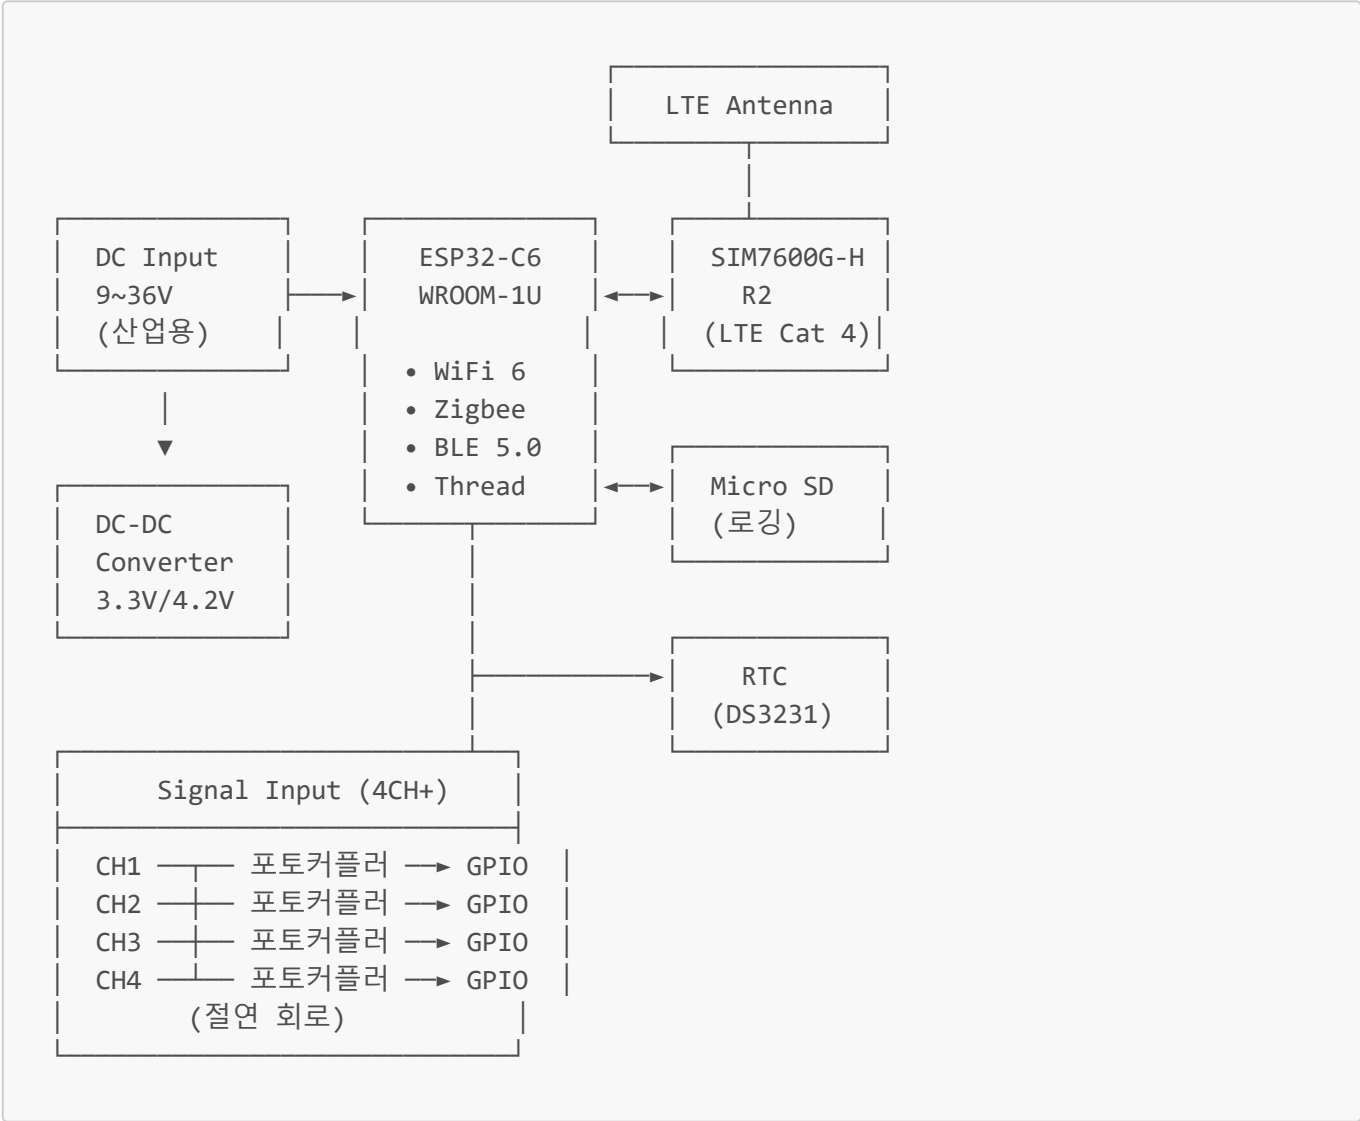 LTE Antenna
DC Input
9~36V
(산업용)
ESP32-C6
WROOM-1U
• WiFi 6
• Zigbee
• BLE 5.0
• Thread
SIM7600G-H
R2
(LTE Cat 4)
DC-DC
Converter
3.3V/4.2V
Micro SD
(로깅)
RTC
(DS3231)
Signal Input (4CH+)
CH1 포토커플러 GPIO
CH2 포토커플러 GPIO
CH3 포토커플러 GPIO
CH4 포토커플러 GPIO
(절연 회로)